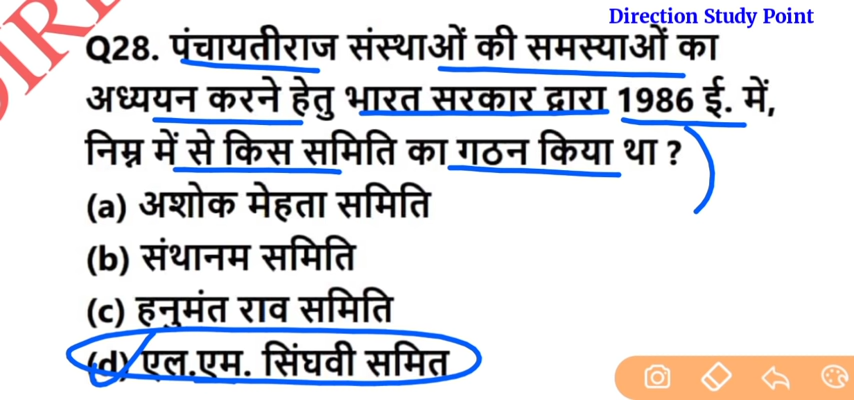 Direction Study Point
Q28. पंचायतीराज संस्थाओं की समस्याओं का
अध्ययन करने हेतु भारत सरकार द्वारा 1986 ई. में,
निम्न में से किस समिति का गठन किया था ?
(a) अशोक मेहता समिति
(b) संथानम समिति
(c) हनुमंत राव समिति
(d) एल.एम. सिंघवी समित